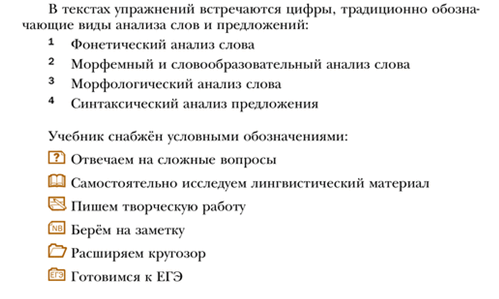 В текстах упражнений встречаются цифры, традиционно обозна-
чающие виды анализа слов и предложений:
1 Фонетический анализ слова
2 Морфемный и словообразовательный анализ слова
3 Морфологический анализ слова
4 Синтаксический анализ предложения
Учебник снабжён условными обозначениями:
? Отвечаем на сложные вопросы
Самостоятельно исследуем лингвистический материал
Пишем творческую работу
NB Берём на заметку
Расширяем кругозор
ЕГЭ Готовимся к ЕГЭ